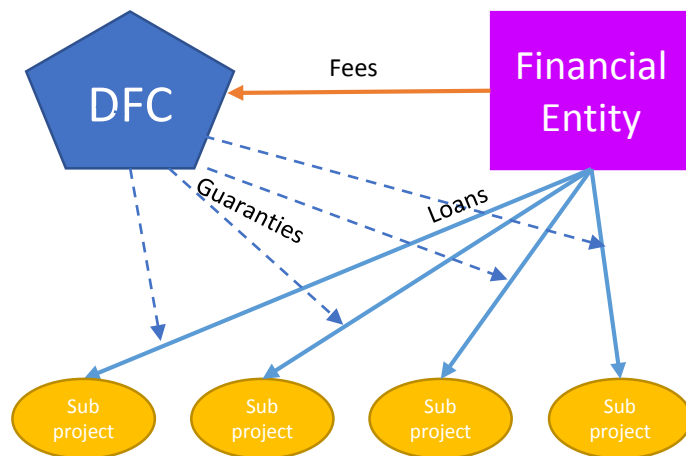 DFC
Fees
Financial
Entity
Guaranties
Loans
Sub
project
Sub
project
Sub
project
Sub
project